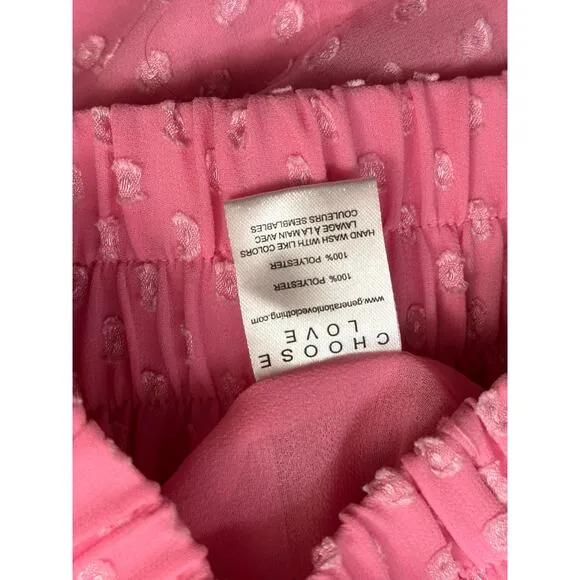 CHOOSE
LOVE
www.generationloveclothing.com
100% POLYESTER
100% POLYESTER
HAND WASH WITH LIKE COLORS
LAVAGE À LA MAIN AVEC
COULEURS SEMBLABLES